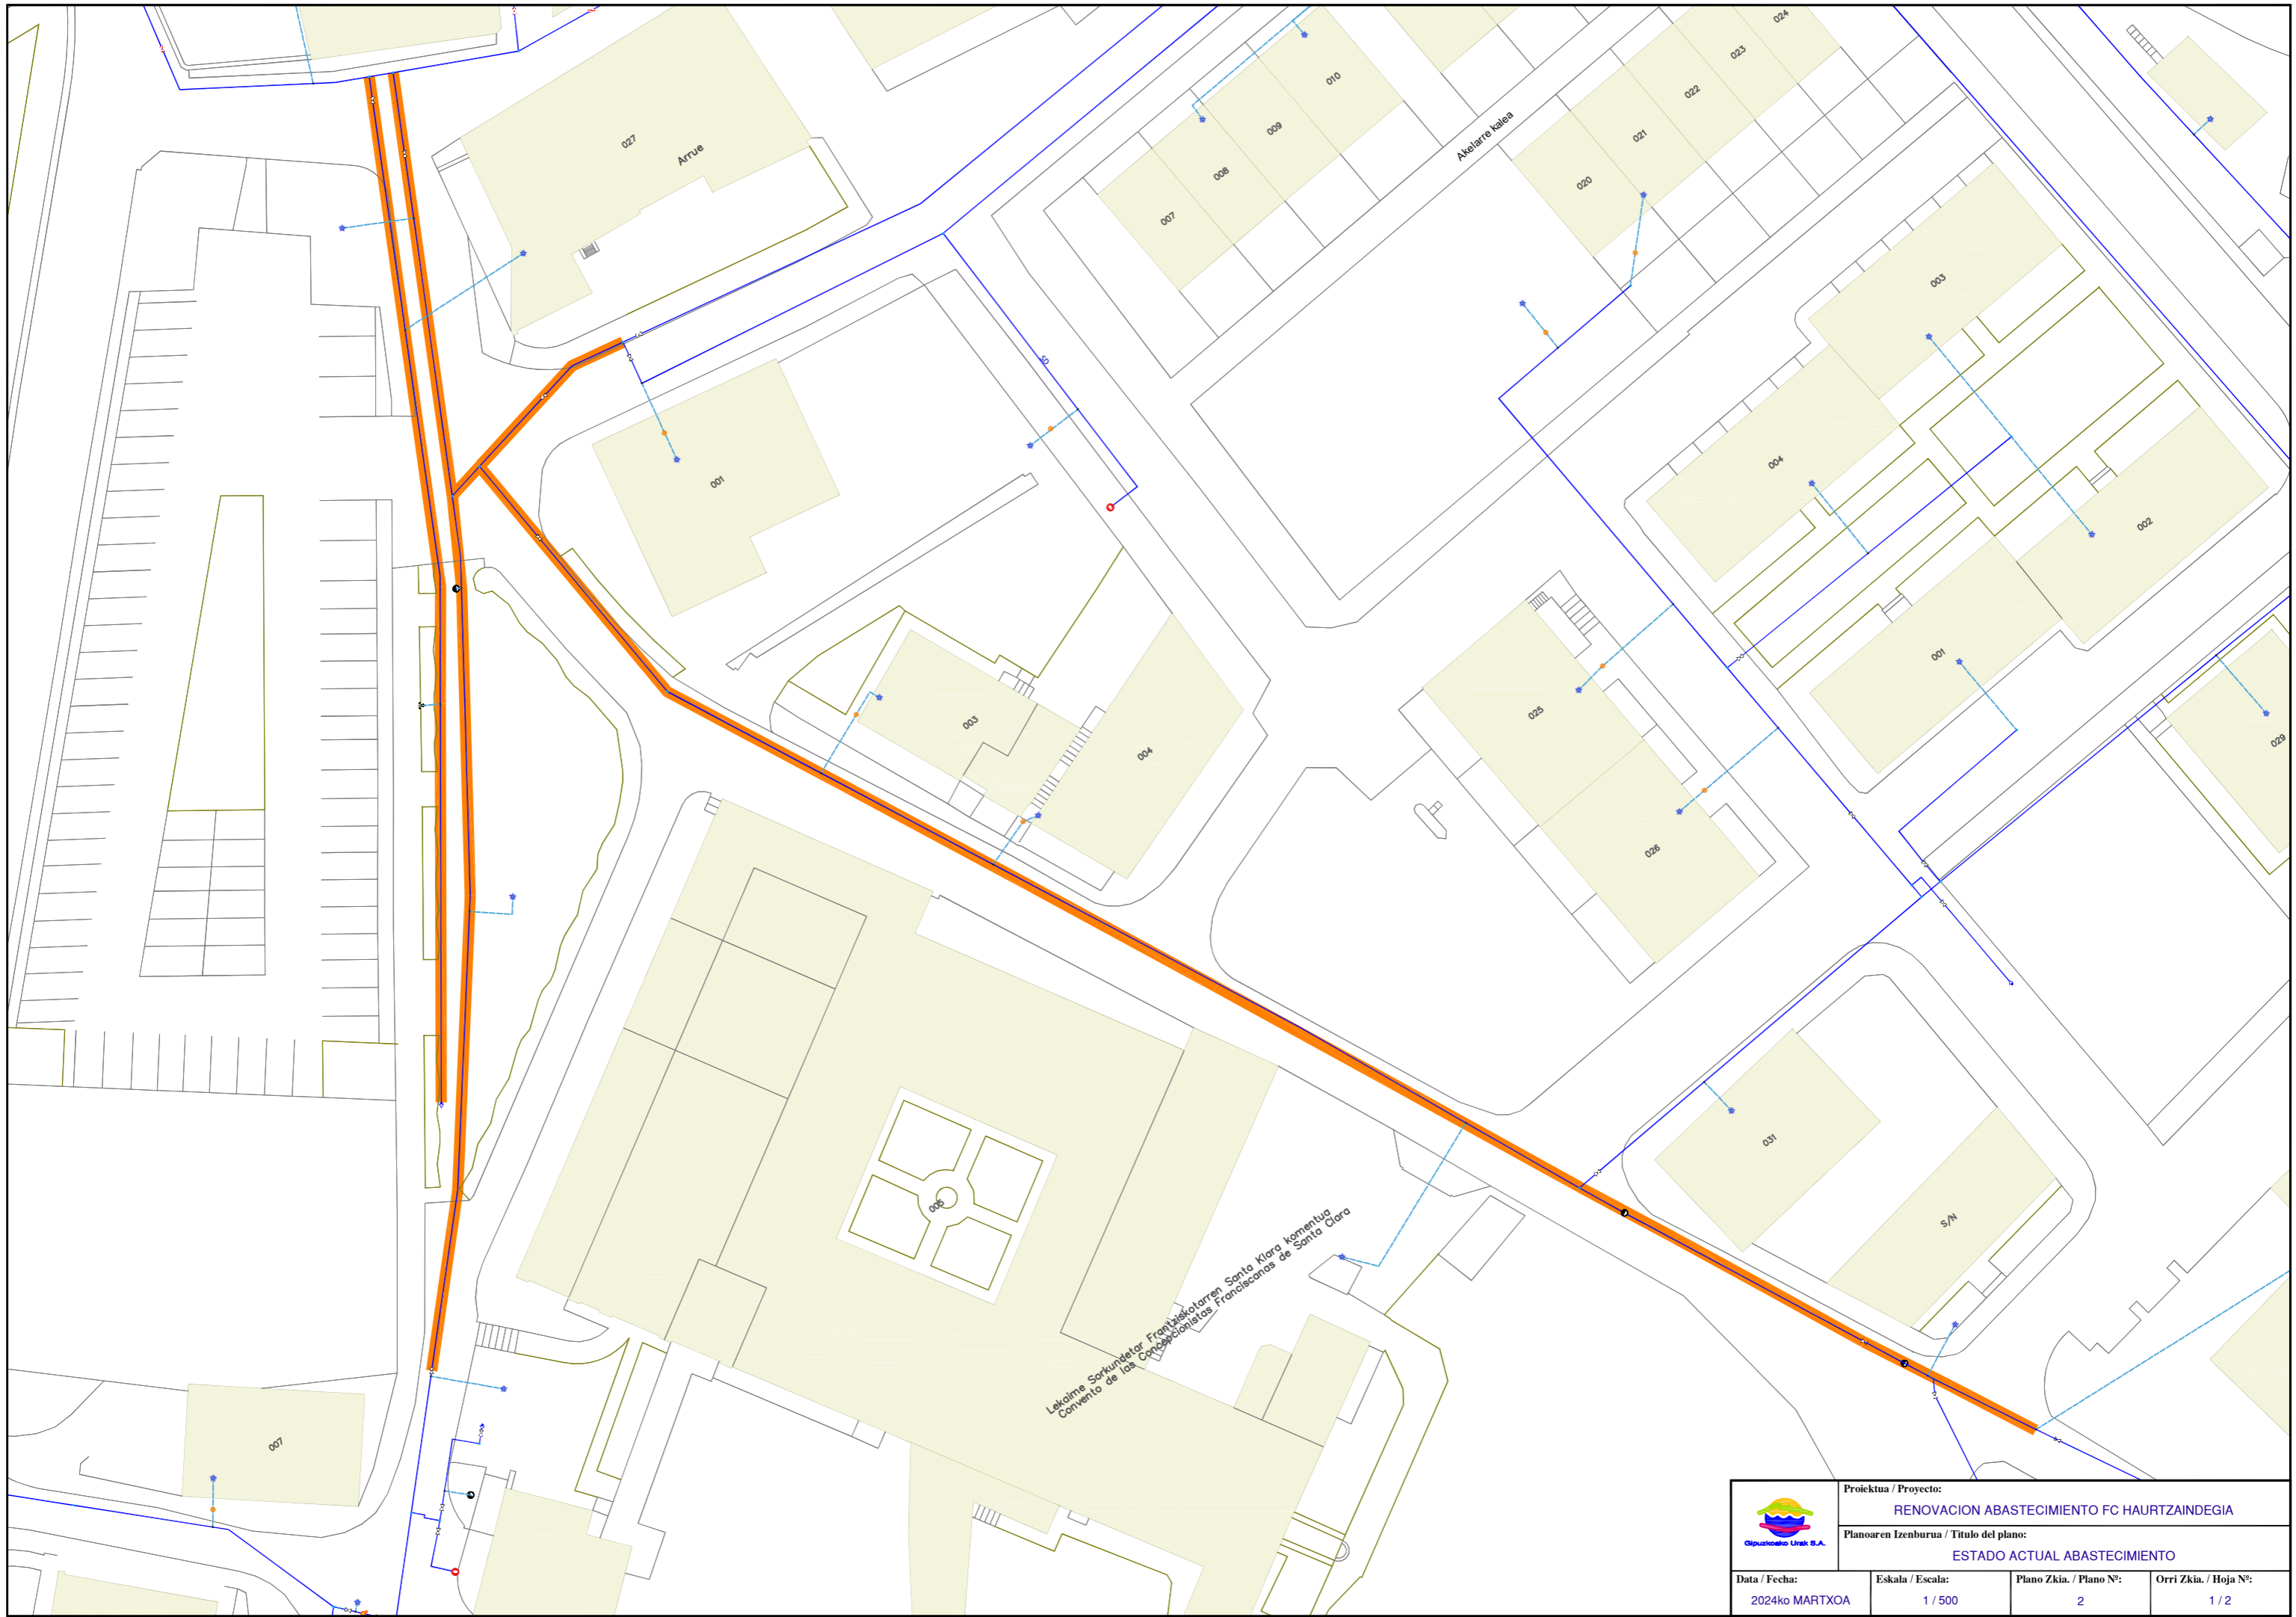 024
023
022
021
020
010
009
008
007
Akelarre kalea
027
Arrue
SD
003
004
002
001
001
003
004
025
026
029
031
S/N
005
Lekaime Sorkundetar Frantziskotarren Santa Klara komentua
Convento de las Concepcionistas Franciscanas de Santa Clara
007
Proiektua / Proyecto:
RENOVACION ABASTECIMIENTO FC HAURTZAINDEGIA
Planoaren Izenburua / Titulo del plano:
ESTADO ACTUAL ABASTECIMIENTO
Gipuzkoako Urak S.A.
Data / Fecha:
2024ko MARTXOA
Eskala / Escala:
1 / 500
Plano Zkia. / Plano Nº:
2
Orri Zkia. / Hoja Nº:
1 / 2